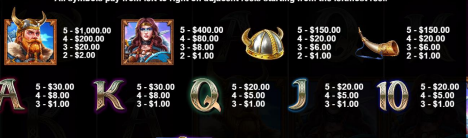 All symbols pay from left to right on adjacent reels starting from the leftmost reel.
5 - $1,000.00
4 - $200.00
3 - $20.00
2 - $2.00
5 - $400.00
4 - $80.00
3 - $8.00
2 - $1.00
5 - $150.00
4 - $20.00
3 - $6.00
2 - $1.00
5 - $150.00
4 - $20.00
3 - $6.00
2 - $1.00
A
5 - $30.00
4 - $8.00
3 - $1.00
K
5 - $30.00
4 - $8.00
3 - $1.00
Q
5 - $20.00
4 - $5.00
3 - $1.00
J
5 - $20.00
4 - $5.00
3 - $1.00
10
5 - $20.00
4 - $5.00
3 - $1.00